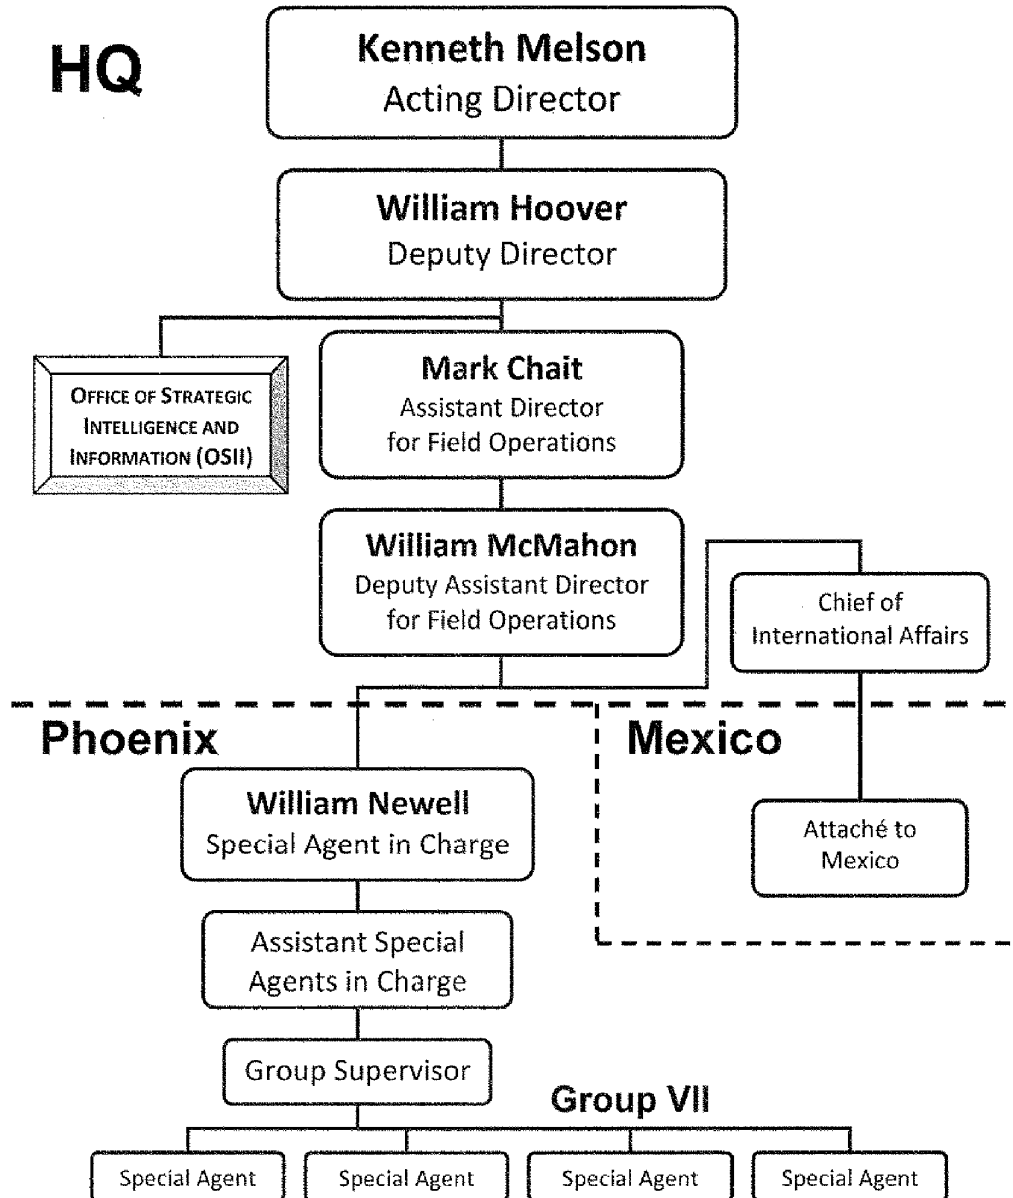 HQ
Kenneth Melson
Acting Director
William Hoover
Deputy Director
OFFICE OF STRATEGIC
INTELLIGENCE AND
INFORMATION (OSII)
Mark Chait
Assistant Director
for Field Operations
William McMahon
Deputy Assistant Director
for Field Operations
Chief of
International Affairs
Phoenix
Mexico
William Newell
Special Agent in Charge
Attaché to
Mexico
Assistant Special
Agents in Charge
Group Supervisor
Group VII
Special Agent
Special Agent
Special Agent
Special Agent